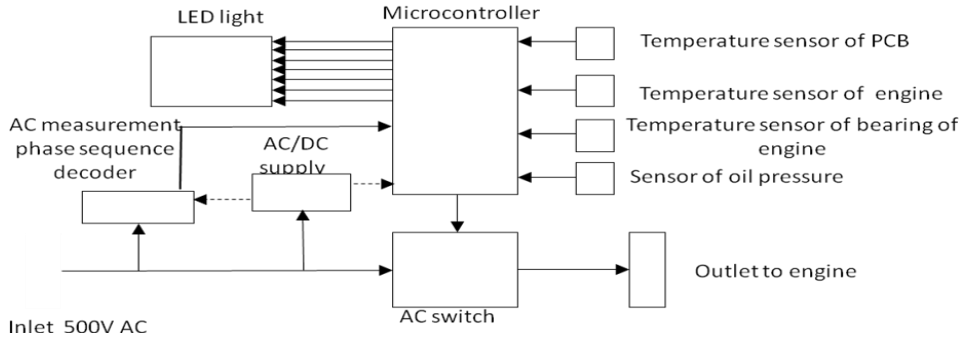 LED light
Microcontroller
Temperature sensor of PCB
Temperature sensor of engine
AC measurement
phase sequence
decoder
AC/DC
supply
Temperature sensor of bearing of
engine
Sensor of oil pressure
Outlet to engine
AC switch
Inlet 500V AC